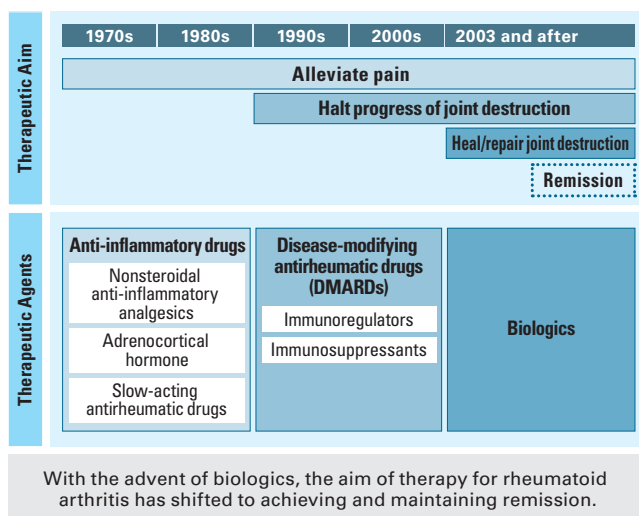 Therapeutic Aim
1970s 1980s 1990s 2000s 2003 and after
Alleviate pain
Halt progress of joint destruction
Heal/repair joint destruction
Remission
Therapeutic Agents
Anti-inflammatory drugs
Nonsteroidal
anti-inflammatory
analgesics
Adrenocortical
hormone
Slow-acting
antirheumatic drugs
Disease-modifying
antirheumatic drugs
(DMARDs)
Immunoregulators
Immunosuppressants
Biologics
With the advent of biologics, the aim of therapy for rheumatoid
arthritis has shifted to achieving and maintaining remission.